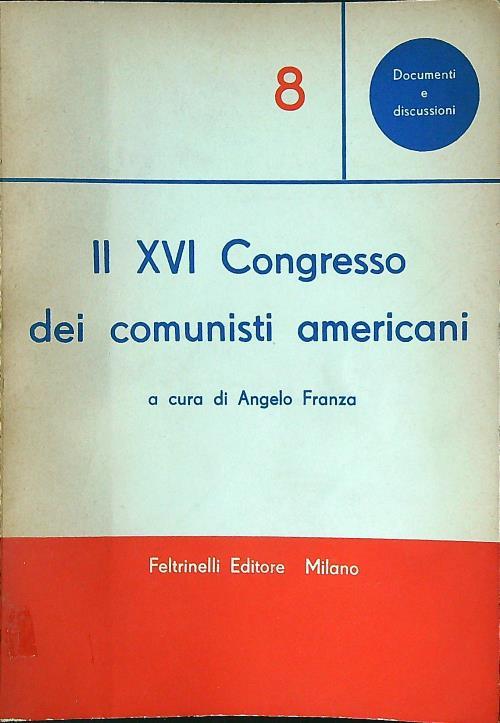 8
Documenti
e
discussioni
Il XVI Congresso
dei comunisti americani
a cura di Angelo Franza
Feltrinelli Editore Milano